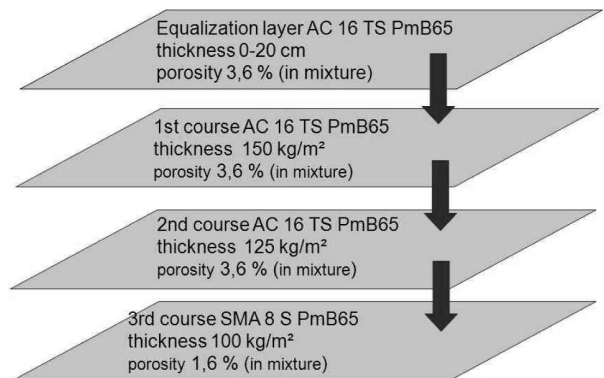 Equalization layer AC 16 TS PmB65
thickness 0-20 cm
porosity 3,6 % (in mixture)
1st course AC 16 TS PmB65
thickness 150 kg/m²
porosity 3,6 % (in mixture)
2nd course AC 16 TS PmB65
thickness 125 kg/m²
porosity 3,6 % (in mixture)
3rd course SMA 8 S PmB65
thickness 100 kg/m²
porosity 1,6 % (in mixture)